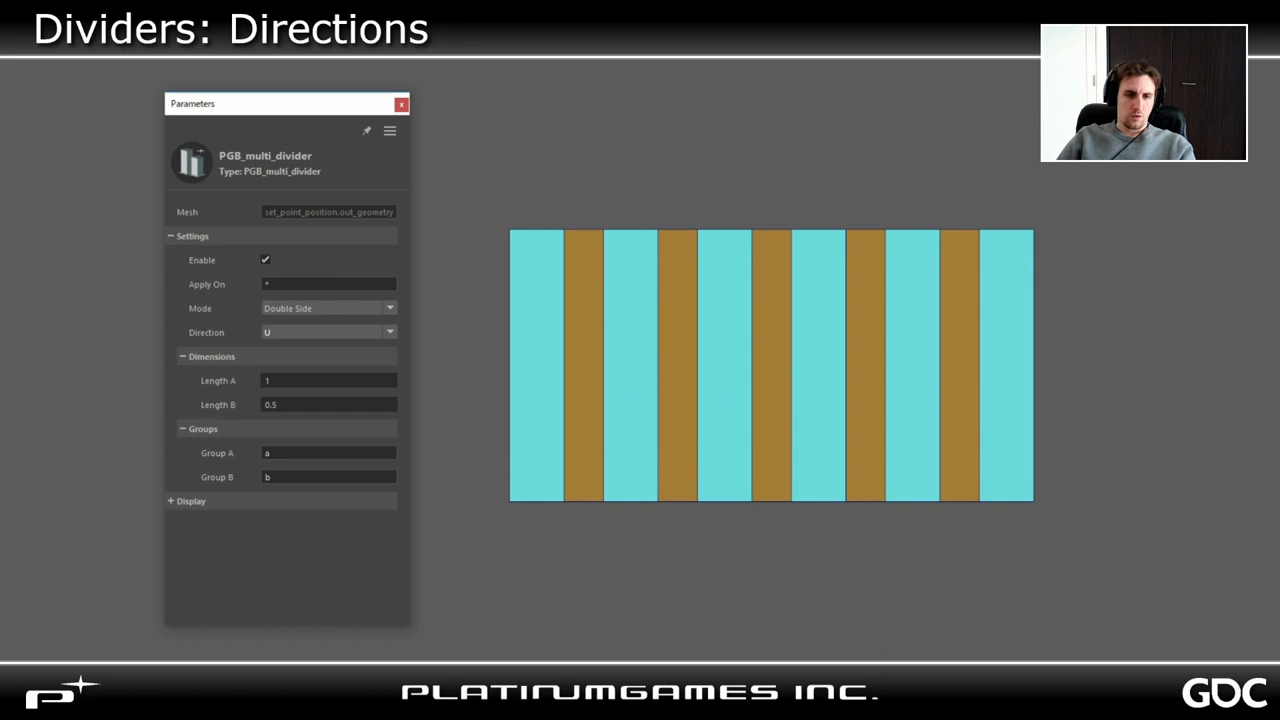 Dividers: Directions
Parameters
x
PGB_multi_divider
Type: PGB_multi_divider
Mesh set_point_position.out_geometry
Settings
Enable
Apply On *
Mode Double Side
Direction U
Dimensions
Length A 1
Length B 0.5
Groups
Group A a
Group B b
Display
P PLATINUMGAMES INC. GDC